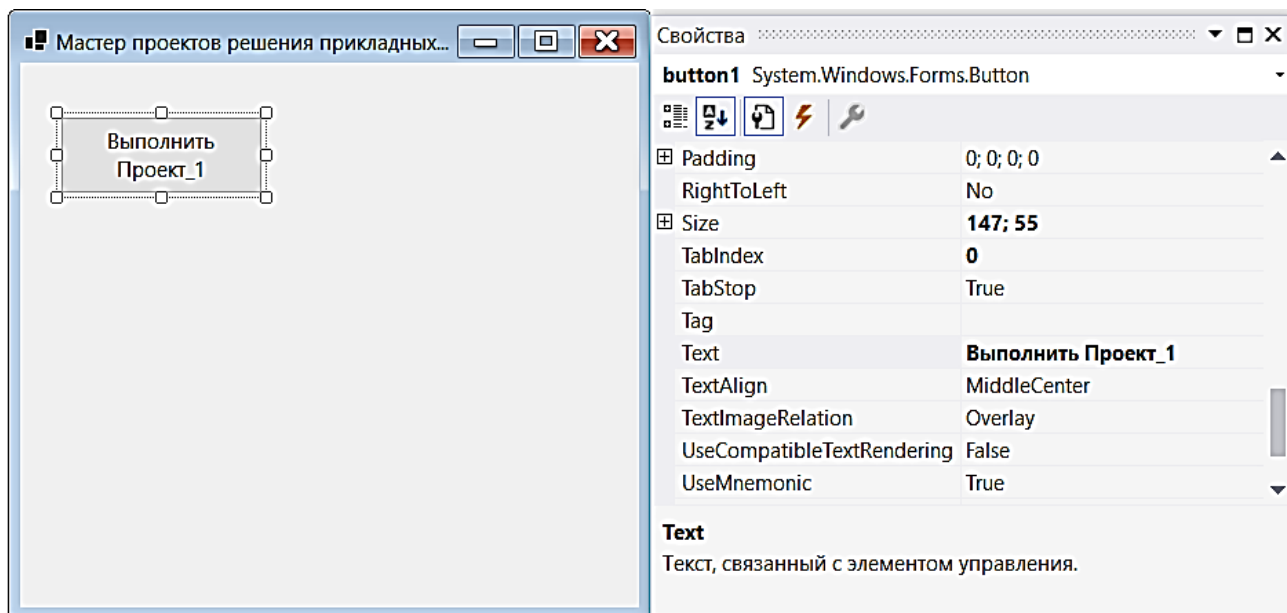 Мастер проектов решения прикладных...
Выполнить
Проект_1
Свойства
button1 System.Windows.Forms.Button
Padding 0; 0; 0; 0
RightToLeft No
Size 147; 55
TabIndex 0
TabStop True
Tag
Text Выполнить Проект_1
TextAlign MiddleCenter
TextImageRelation Overlay
UseCompatibleTextRendering False
UseMnemonic True
Text
Текст, связанный с элементом управления.